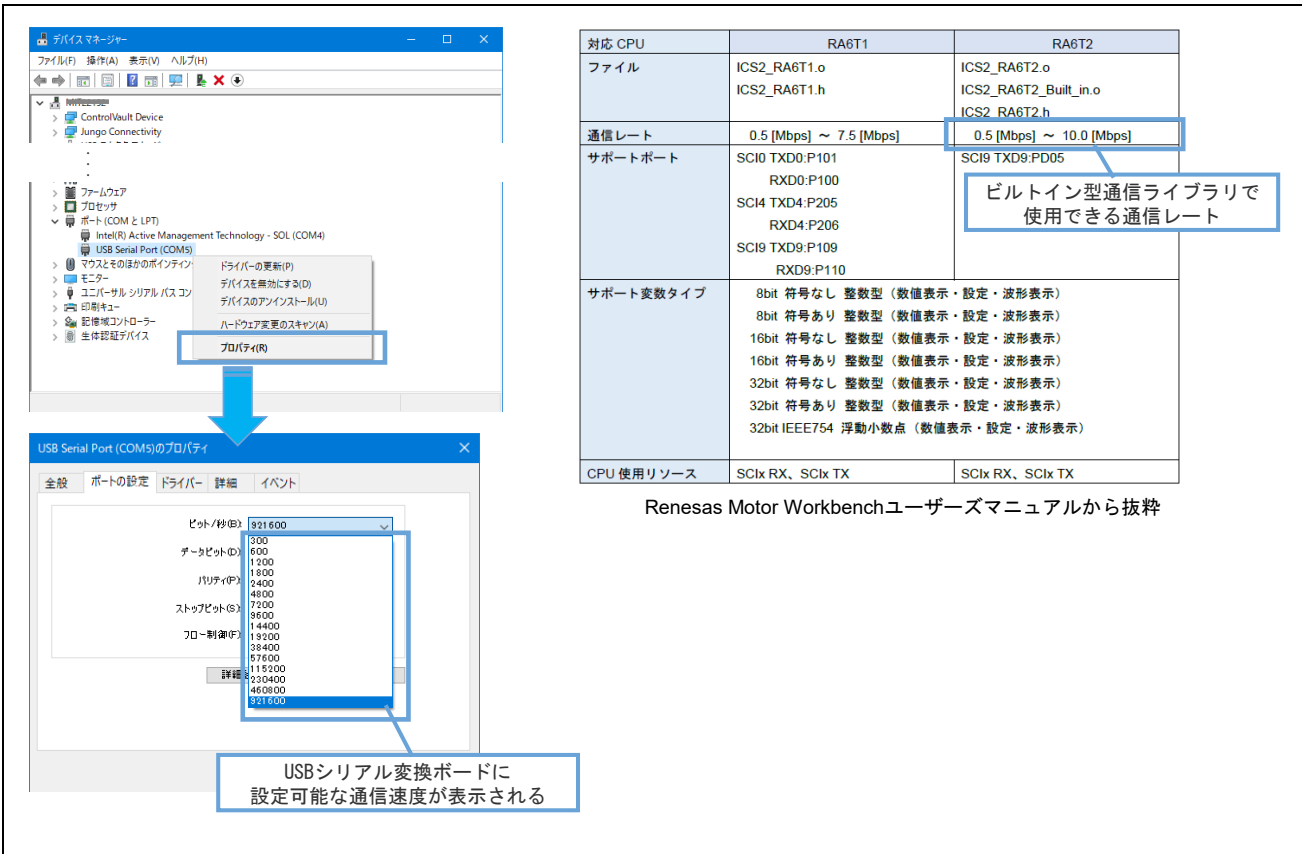 デバイス マネージャー
ファイル(F) 操作(A) 表示(V) ヘルプ(H)
ControlVault Device
Jungo Connectivity
ファームウェア
プロセッサ
ポート (COM と LPT)
Intel(R) Active Management Technology - SOL (COM4)
USB Serial Port (COM5)
マウスとそのほかのポインティン
モニター
ユニバーサル シリアル バス コン
印刷キュー
記憶域コントローラー
生体認証デバイス
ドライバーの更新(P)
デバイスを無効にする(D)
デバイスのアンインストール(U)
ハードウェア変更のスキャン(A)
プロパティ(R)
USB Serial Port (COM5)のプロパティ
全般 ポートの設定 ドライバー 詳細 イベント
ビット/秒(B): 921600
データビット(D)
パリティ(P)
ストップビット(S)
フロー制御(F)
300
600
1200
1800
2400
4800
7200
9600
14400
19200
38400
57600
115200
230400
460800
921600
詳細
USBシリアル変換ボードに
設定可能な通信速度が表示される
対応 CPU RA6T1 RA6T2
ファイル ICS2_RA6T1.o ICS2_RA6T2.o
ICS2_RA6T1.h ICS2_RA6T2_Built_in.o
ICS2_RA6T2.h
通信レート 0.5 [Mbps] ～ 7.5 [Mbps] 0.5 [Mbps] ～ 10.0 [Mbps]
サポートポート SCI0 TXD0:P101 SCI9 TXD9:PD05
RXD0:P100
SCI4 TXD4:P205
RXD4:P206
SCI9 TXD9:P109
RXD9:P110
ビルトイン型通信ライブラリで
使用できる通信レート
サポート変数タイプ 8bit 符号なし 整数型（数値表示・設定・波形表示）
8bit 符号あり 整数型（数値表示・設定・波形表示）
16bit 符号なし 整数型（数値表示・設定・波形表示）
16bit 符号あり 整数型（数値表示・設定・波形表示）
32bit 符号なし 整数型（数値表示・設定・波形表示）
32bit 符号あり 整数型（数値表示・設定・波形表示）
32bit IEEE754 浮動小数点（数値表示・設定・波形表示）
CPU 使用リソース SCIx RX、SCIx TX SCIx RX、SCIx TX
Renesas Motor Workbenchユーザーズマニュアルから抜粋